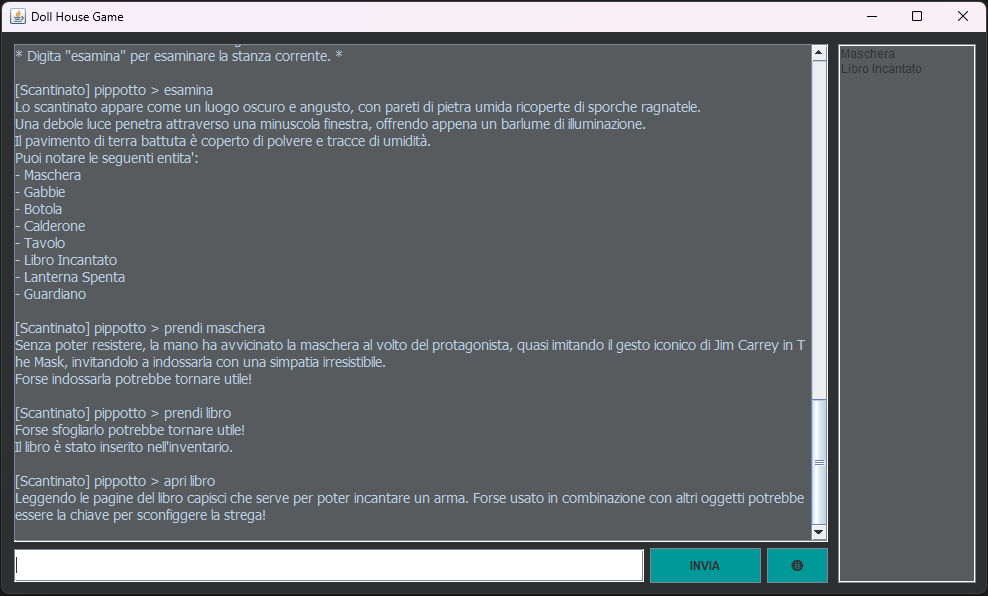 Doll House Game
* Digita "esamina" per esaminare la stanza corrente. *
[Scantinato] pippotto > esamina
Lo scantinato appare come un luogo oscuro e angusto, con pareti di pietra umida ricoperte di sporche ragnatele.
Una debole luce penetra attraverso una minuscola finestra, offrendo appena un barlume di illuminazione.
Il pavimento di terra battuta è coperto di polvere e tracce di umidità.
Puoi notare le seguenti entita':
- Maschera
- Gabbie
- Botola
- Calderone
- Tavolo
- Libro Incantato
- Lanterna Spenta
- Guardiano
[Scantinato] pippotto > prendi maschera
Senza poter resistere, la mano ha avvicinato la maschera al volto del protagonista, quasi imitando il gesto iconico di Jim Carrey in T
he Mask, invitandolo a indossarla con una simpatia irresistibile.
Forse indossarla potrebbe tornare utile!
[Scantinato] pippotto > prendi libro
Forse sfogliarlo potrebbe tornare utile!
Il libro è stato inserito nell'inventario.
[Scantinato] pippotto > apri libro
Leggendo le pagine del libro capisci che serve per poter incantare un arma. Forse usato in combinazione con altri oggetti potrebbe
essere la chiave per sconfiggere la strega!
INVIA
Maschera
Libro Incantato